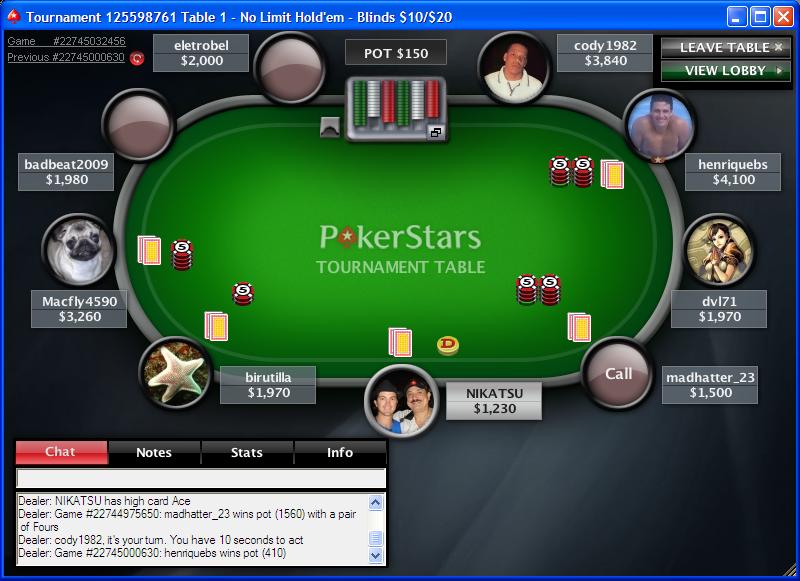 Tournament 125598761 Table 1 - No Limit Hold'em - Blinds $10/$20
Game #22745032456
Previous #22745000630
eletrobel
$2,000
POT $150
cody1982
$3,840
LEAVE TABLE
VIEW LOBBY
badbeat2009
$1,980
henriquebs
$4,100
PokerStars
TOURNAMENT TABLE
Macfly4590
$3,260
dvl71
$1,970
birutilla
$1,970
D
NIKATSU
$1,230
Call
madhatter_23
$1,500
Chat Notes Stats Info
Dealer: NIKATSU has high card Ace
Dealer: Game #22744975650: madhatter_23 wins pot (1560) with a pair
of Fours
Dealer: cody1982, it's your turn. You have 10 seconds to act
Dealer: Game #22745000630: henriquebs wins pot (410)